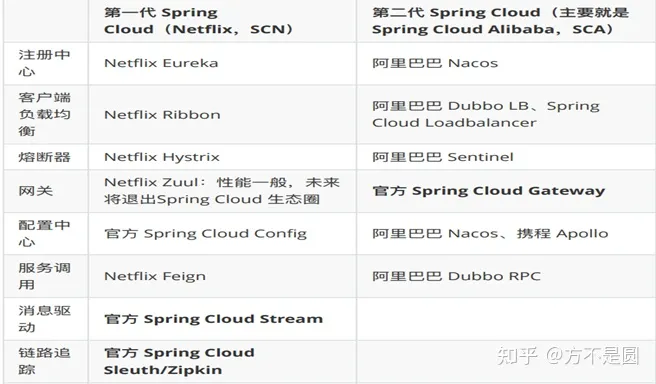 第一代 Spring
Cloud（Netflix，SCN）
第二代 Spring Cloud（主要就是
Spring Cloud Alibaba，SCA）
注册中
心
Netflix Eureka
阿里巴巴 Nacos
客户端
负载均
衡
Netflix Ribbon
阿里巴巴 Dubbo LB、Spring
Cloud Loadbalancer
熔断器
Netflix Hystrix
阿里巴巴 Sentinel
网关
Netflix Zuul：性能一般，未来
将退出Spring Cloud 生态圈
官方 Spring Cloud Gateway
配置中
心
官方 Spring Cloud Config
阿里巴巴 Nacos、携程 Apollo
服务调
用
Netflix Feign
阿里巴巴 Dubbo RPC
消息驱
动
官方 Spring Cloud Stream
链路追
踪
官方 Spring Cloud
Sleuth/Zipkin
知乎 @方不是圆